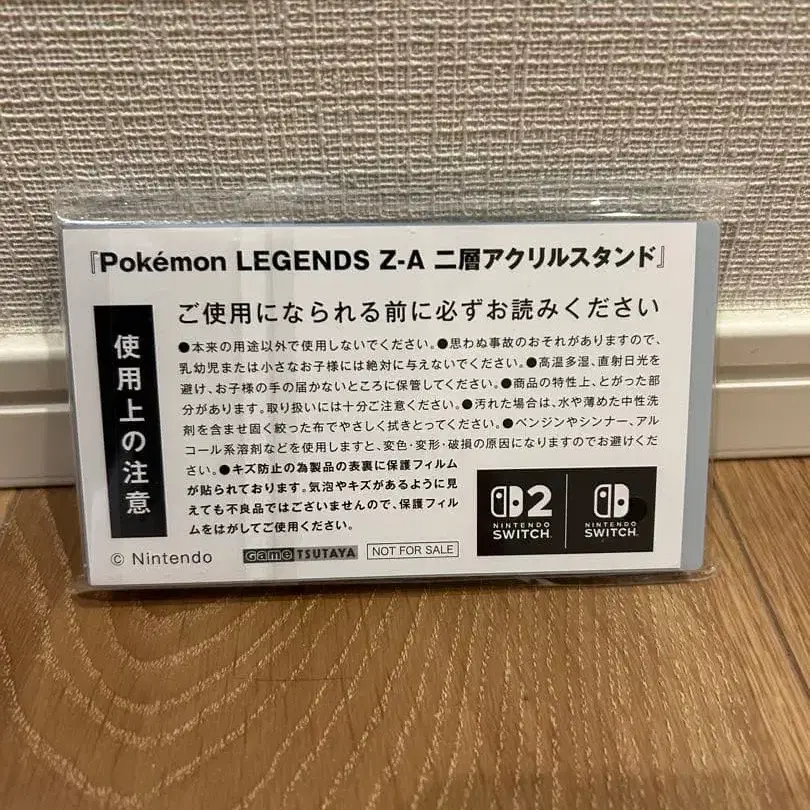 『Pokémon LEGENDS Z-A 二層アクリルスタンド』
使用上の注意
ご使用になられる前に必ずお読みください
●本来の用途以外で使用しないでください。●思わぬ事故のおそれがありますので、
乳幼児または小さなお子様には絶対に与えないでください。●高温多湿、直射日光を
避け、お子様の手の届かないところに保管してください。●商品の特性上、とがった部
分があります。取り扱いには十分ご注意ください。●汚れた場合は、水や薄めた中性洗
剤を含ませ固く絞った布でやさしく拭きとってください。●ベンジンやシンナー、アル
コール系溶剤などを使用しますと、変色・変形・破損の原因になりますのでお避けくだ
さい。●キズ防止の為製品の表裏に保護フィルム
が貼られております。気泡やキズがあるように見
えても不良品ではございませんので、保護フィル
ムをはがしてご使用ください。
© Nintendo
Game TSUTAYA
NOT FOR SALE
2
NINTENDO
SWITCH
NINTENDO
SWITCH